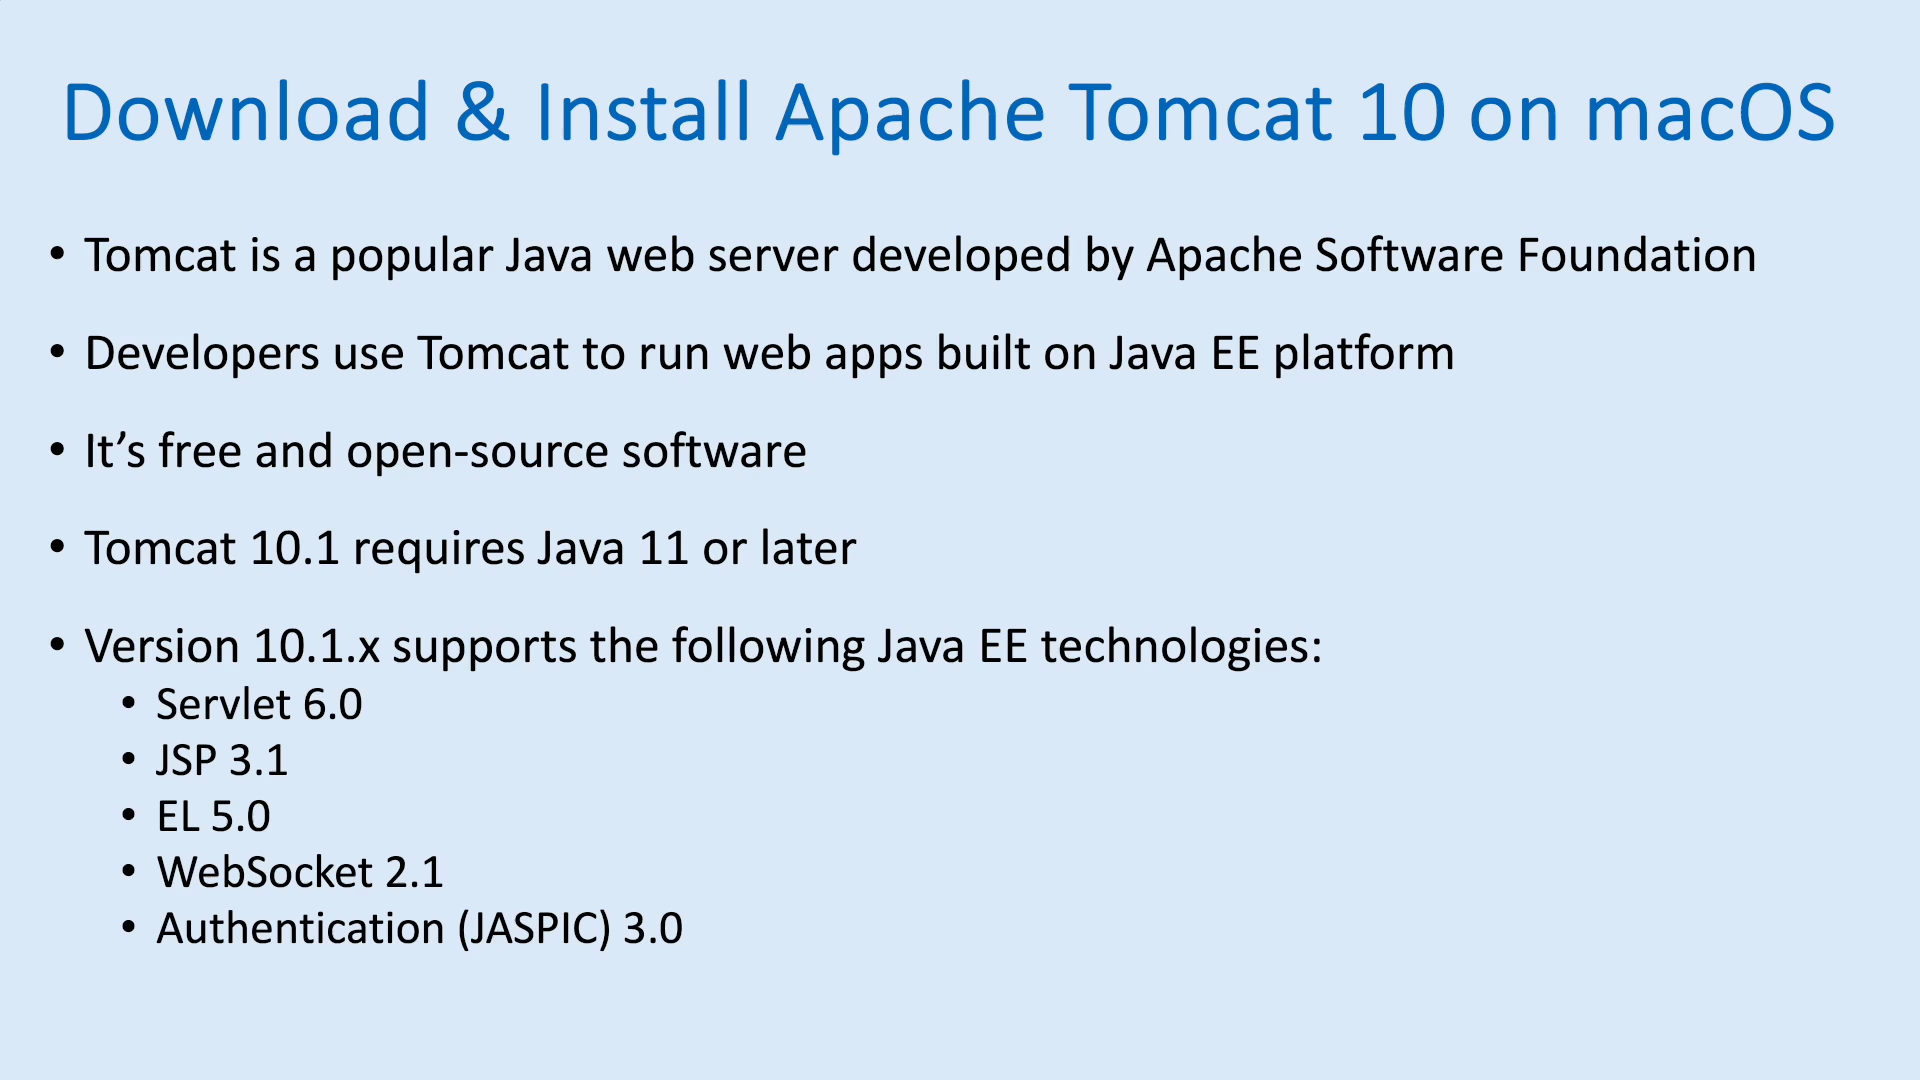 Download & Install Apache Tomcat 10 on macOS
• Tomcat is a popular Java web server developed by Apache Software Foundation
• Developers use Tomcat to run web apps built on Java EE platform
• It’s free and open-source software
• Tomcat 10.1 requires Java 11 or later
• Version 10.1.x supports the following Java EE technologies:
• Servlet 6.0
• JSP 3.1
• EL 5.0
• WebSocket 2.1
• Authentication (JASPIC) 3.0